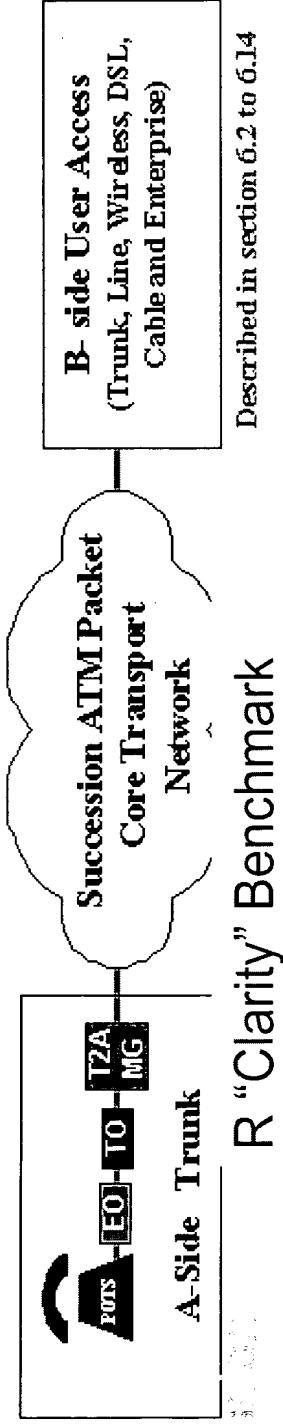 POTS
EO
TO
T2A
MG
A-Side Trunk
Succession ATM Packet
Core Transport
Network
B- side User Access
(Trunk, Line, Wireless, DSL,
Cable and Enterprise)
Described in section 6.2 to 6.14
R “Clarity” Benchmark